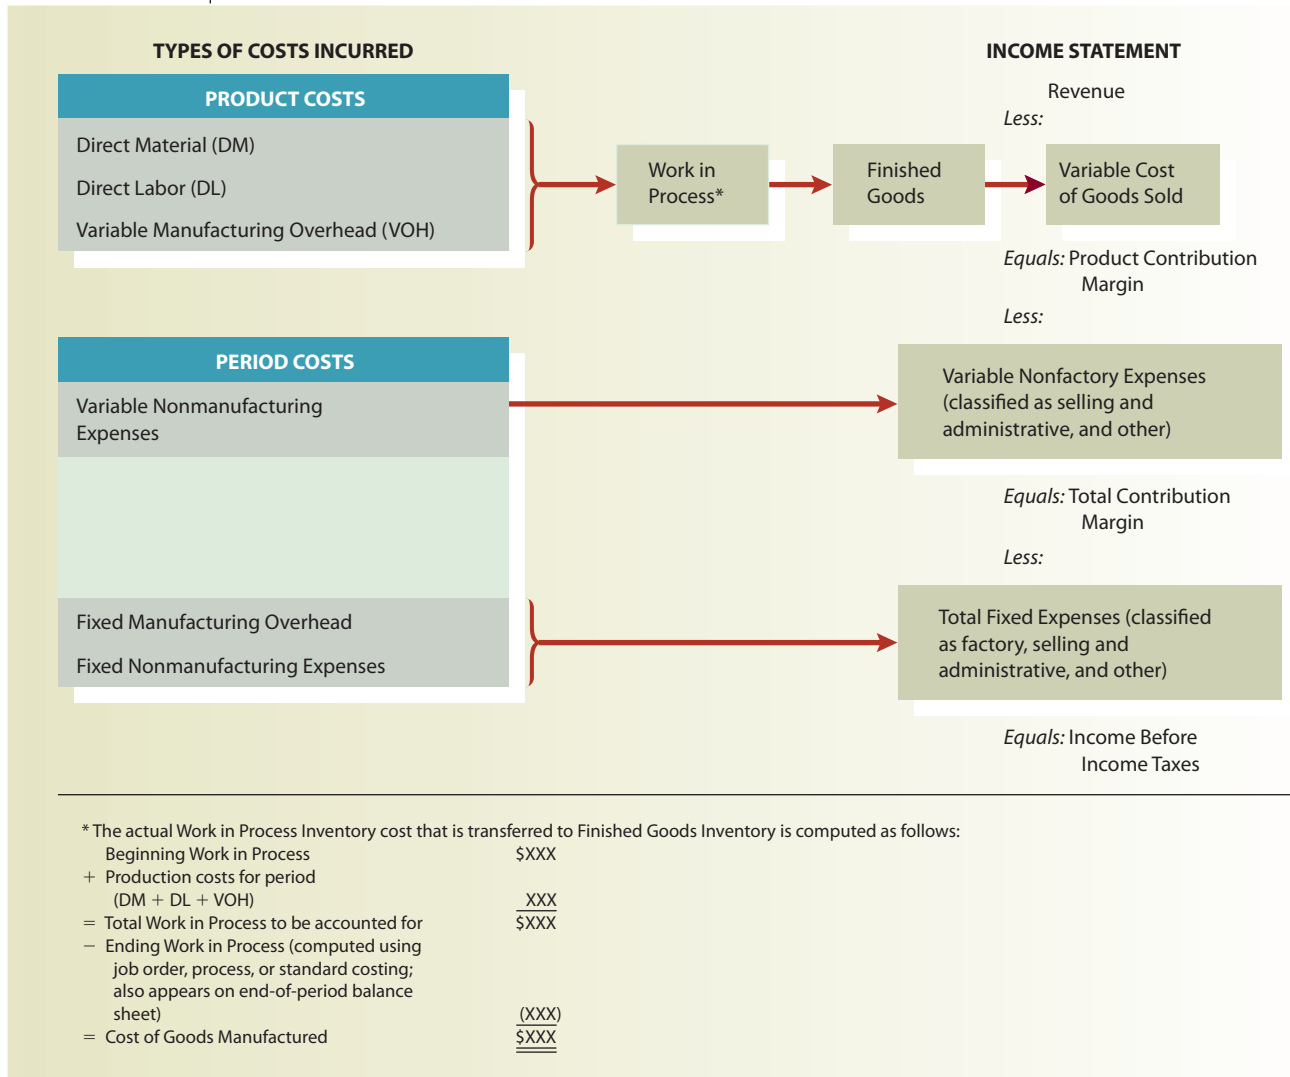 TYPES OF COSTS INCURRED
INCOME STATEMENT
PRODUCT COSTS
Direct Material (DM)
Direct Labor (DL)
Variable Manufacturing Overhead (VOH)
Work in
Process*
Finished
Goods
Revenue
Less:
Variable Cost
of Goods Sold
Equals: Product Contribution
Margin
Less:
PERIOD COSTS
Variable Nonmanufacturing
Expenses
Variable Nonfactory Expenses
(classified as selling and
administrative, and other)
Equals: Total Contribution
Margin
Less:
Fixed Manufacturing Overhead
Fixed Nonmanufacturing Expenses
Total Fixed Expenses (classified
as factory, selling and
administrative, and other)
Equals: Income Before
Income Taxes
* The actual Work in Process Inventory cost that is transferred to Finished Goods Inventory is computed as follows:
Beginning Work in Process $XXX
+ Production costs for period
(DM + DL + VOH) XXX
= Total Work in Process to be accounted for $XXX
− Ending Work in Process (computed using
job order, process, or standard costing;
also appears on end-of-period balance
sheet) (XXX)
= Cost of Goods Manufactured $XXX